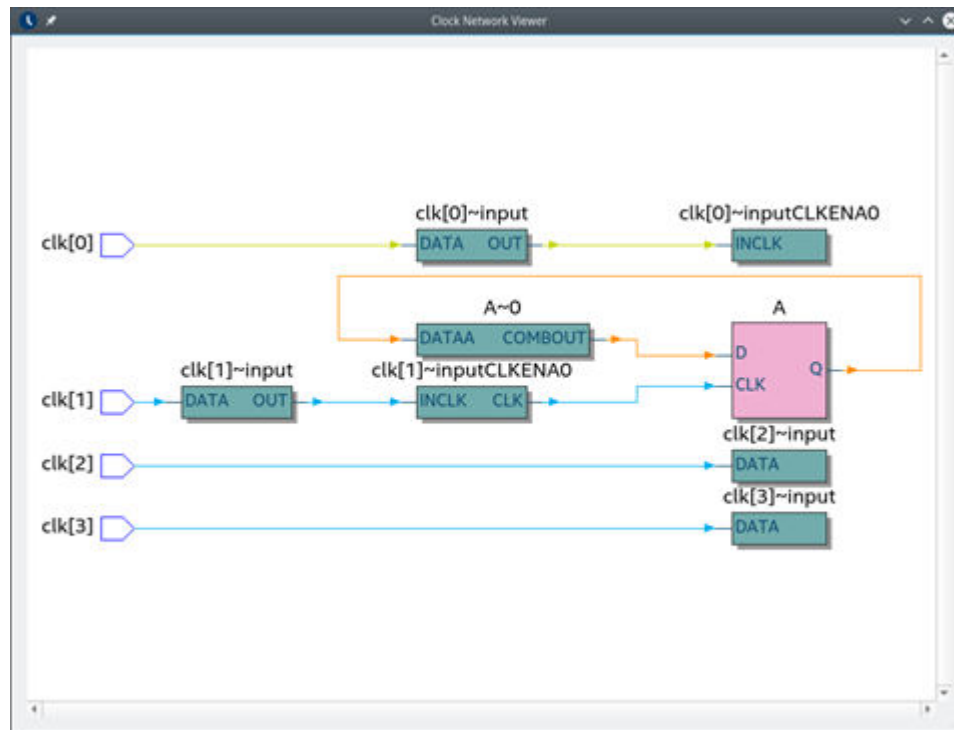 Clock Network Viewer
clk[0]~input
clk[0]~inputCLKENA0
clk[0]
DATA OUT
INCLK
A~0
A
DATAA COMBOUT
D
Q
CLK
clk[1]~input
clk[1]~inputCLKENA0
clk[1]
DATA OUT
INCLK CLK
clk[2]~input
clk[2]
DATA
clk[3]~input
clk[3]
DATA